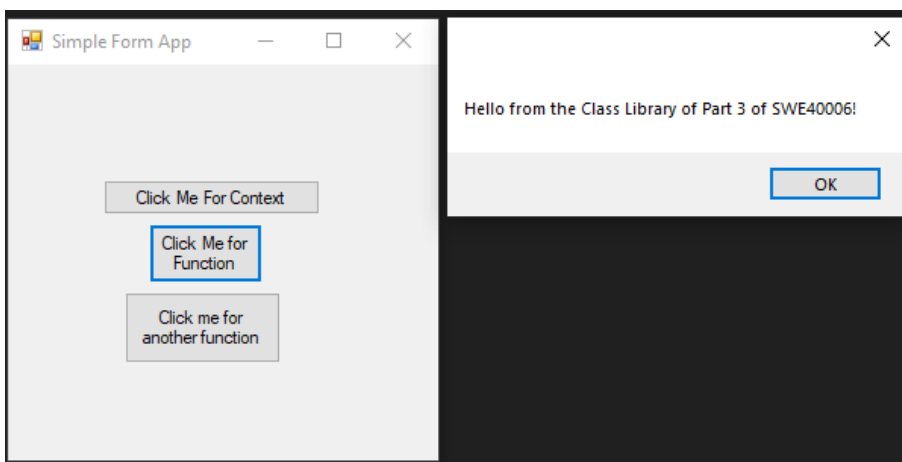 Simple Form App
Click Me For Context
Click Me for
Function
Click me for
another function
Hello from the Class Library of Part 3 of SWE40006!
OK